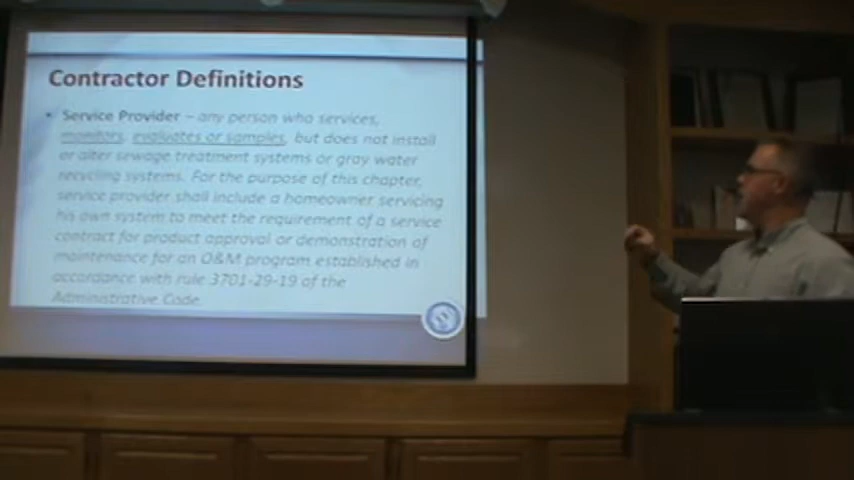 Contractor Definitions
• Service Provider – any person who services,
monitors, evaluates or samples, but does not install
or alter sewage treatment systems or gray water
recycling systems. For the purpose of this chapter,
service provider shall include a homeowner servicing
his own system to meet the requirement of a service
contract for product approval or demonstration of
maintenance for an O&M program established in
accordance with rule 3701-29-19 of the
Administrative Code.